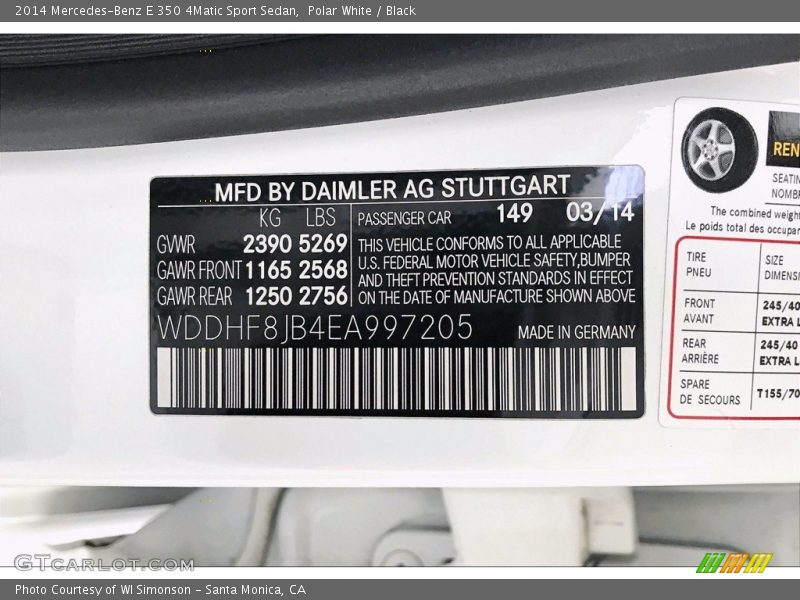 2014 Mercedes-Benz E 350 4Matic Sport Sedan, Polar White / Black
MFD BY DAIMLER AG STUTTGART
KG LBS PASSENGER CAR 149 03/14
GVWR 2390 5269
GAWR FRONT 1165 2568
GAWR REAR 1250 2756
THIS VEHICLE CONFORMS TO ALL APPLICABLE
U.S. FEDERAL MOTOR VEHICLE SAFETY,BUMPER
AND THEFT PREVENTION STANDARDS IN EFFECT
ON THE DATE OF MANUFACTURE SHOWN ABOVE
WDDHF8JB4EA997205 MADE IN GERMANY
The combined
Le poids total des
TIRE SIZE
PNEU
FRONT 245/40
AVANT EXTRA
REAR 245/40
ARRIÈRE EXTRA
SPARE T155/70
DE SECOURS
GTCARLOT.COM
Photo Courtesy of WI Simonson - Santa Monica, CA